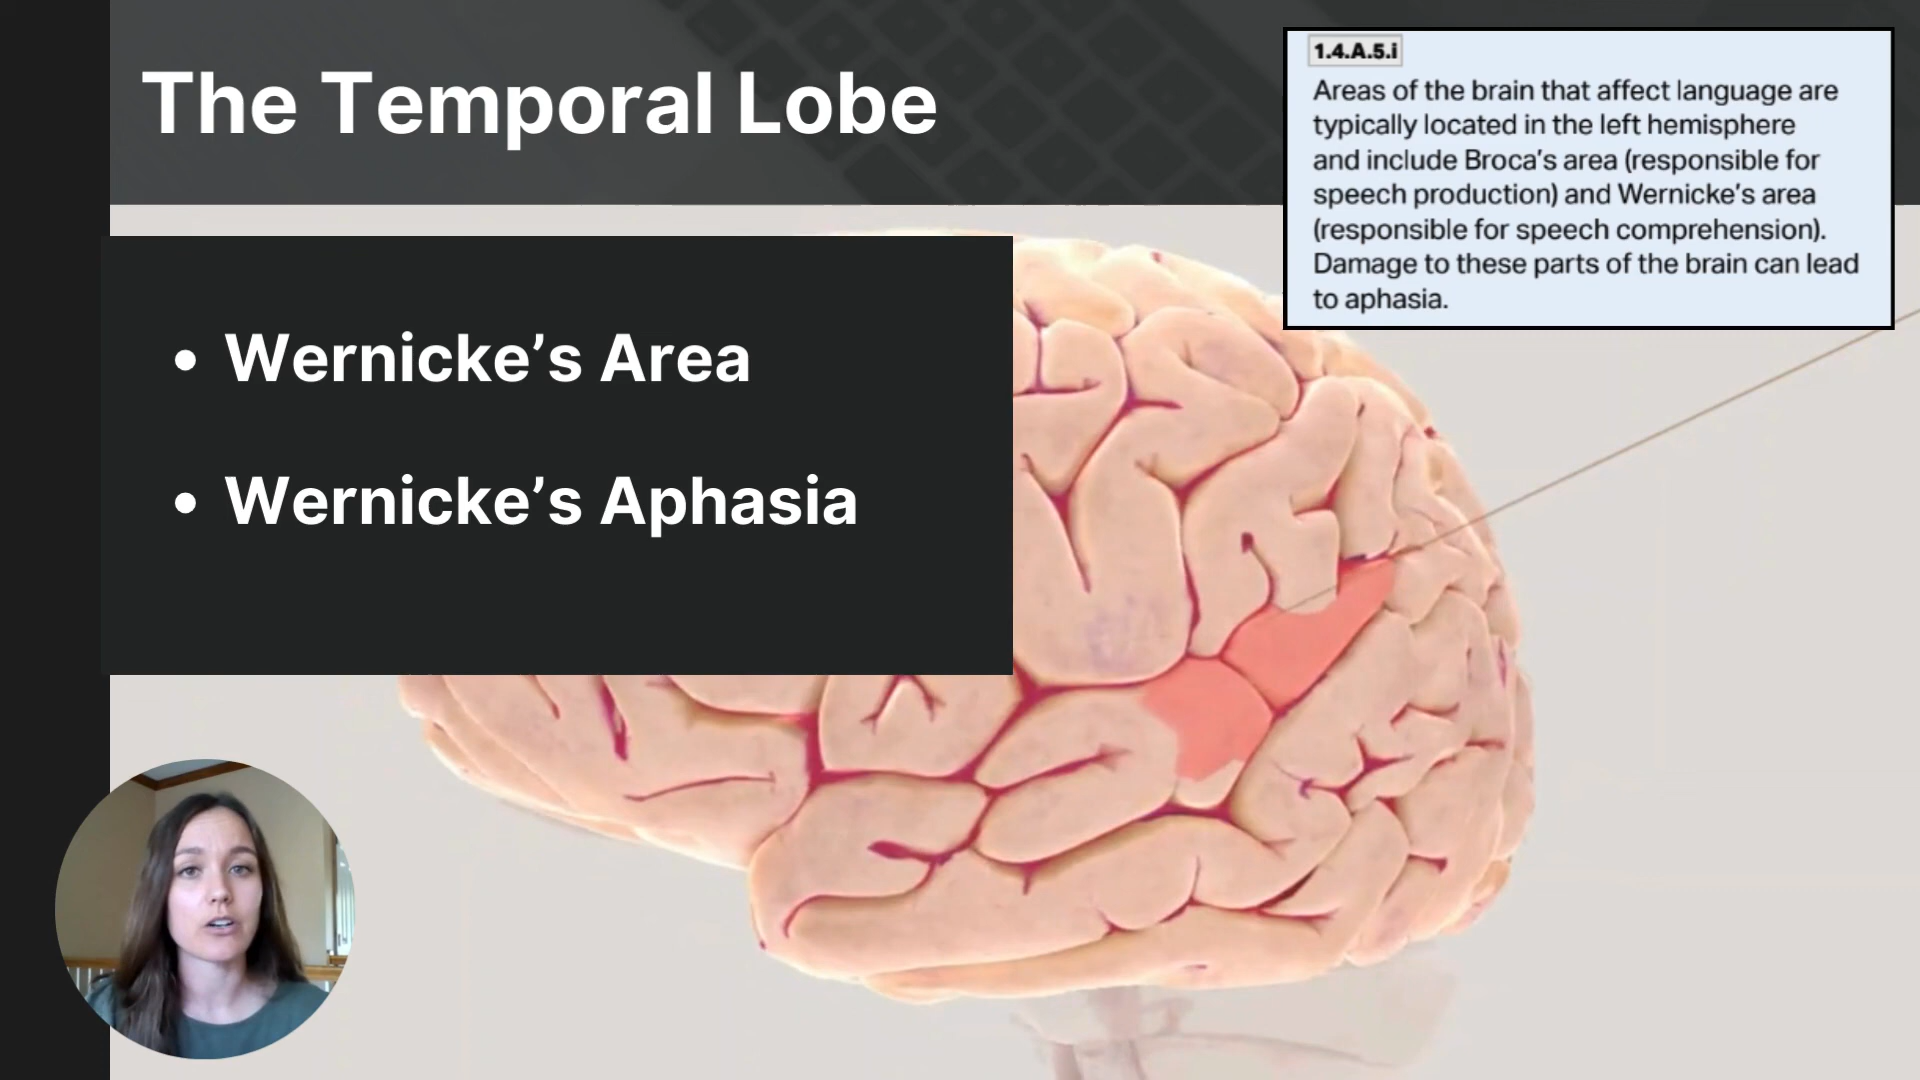 The Temporal Lobe
1.4.A.5.i
Areas of the brain that affect language are
typically located in the left hemisphere
and include Broca's area (responsible for
speech production) and Wernicke's area
(responsible for speech comprehension).
Damage to these parts of the brain can lead
to aphasia.
• Wernicke’s Area
• Wernicke’s Aphasia